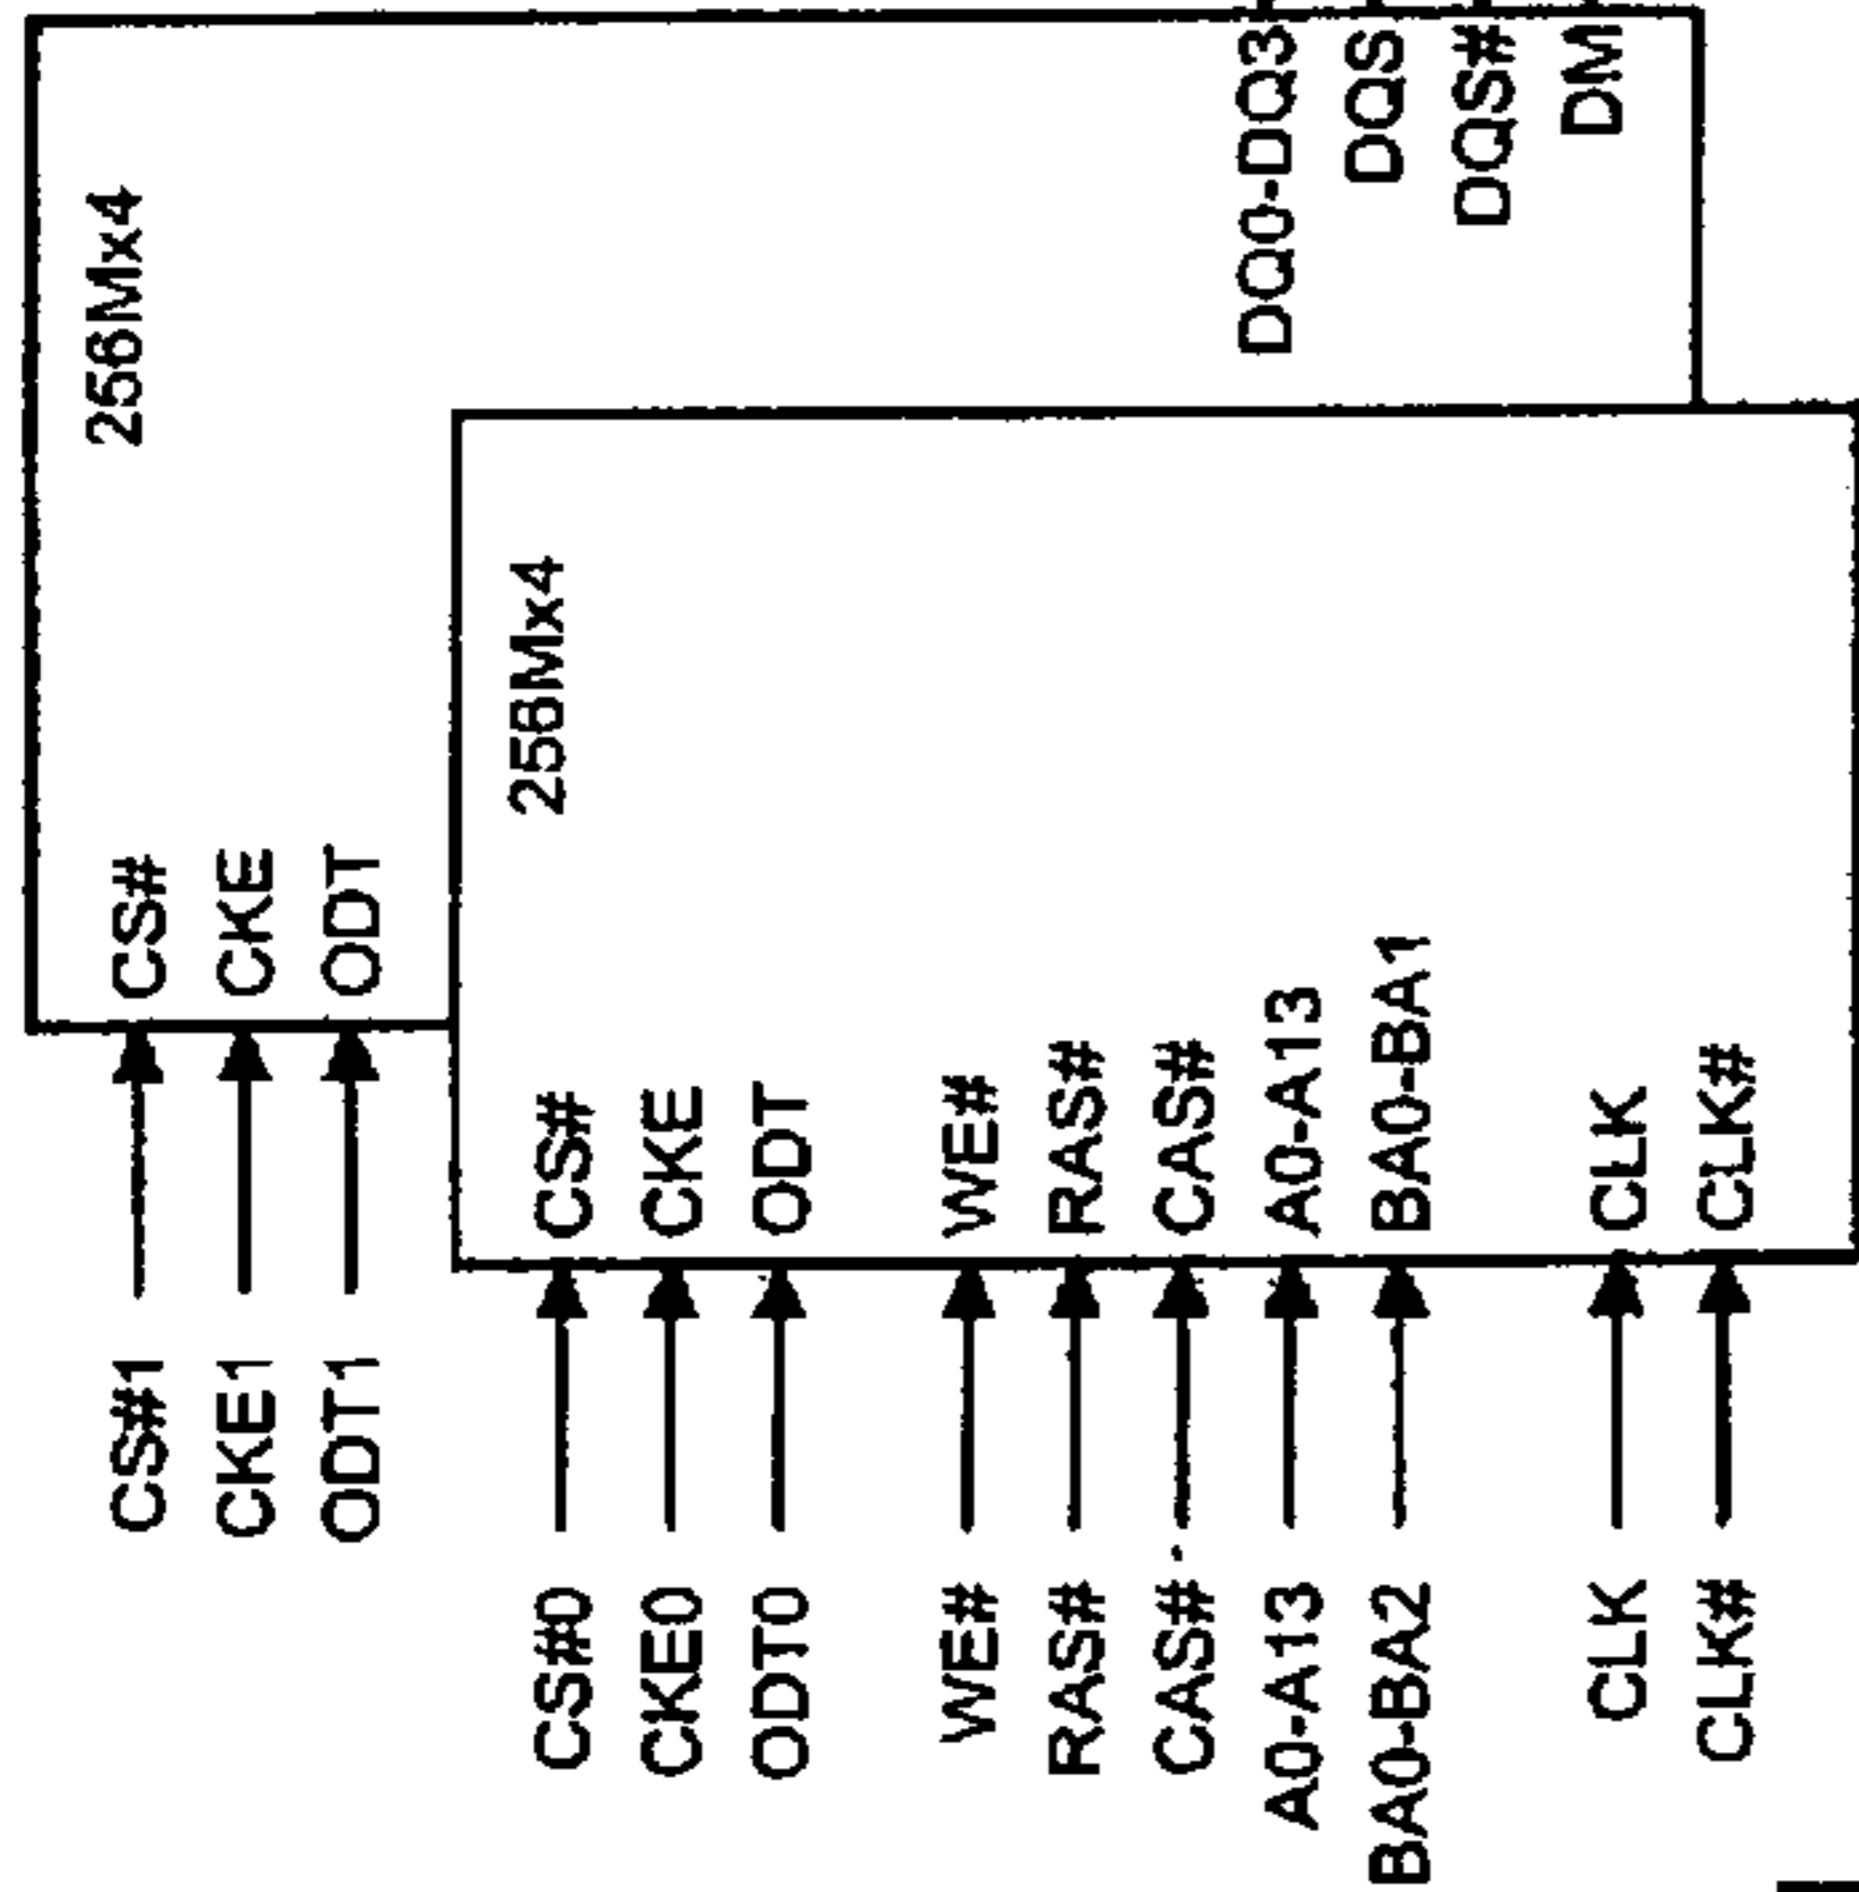 CS#1
CKE1
ODT1
CS#
CKE
ODT
256Mx4
CS#0
CKE0
ODT0
WE#
RAS#
CAS#
A0-A13
BA0-BA2
CLK
CLK#
CS#
CKE
ODT
WE#
RAS#
CAS#
A0-A13
BA0-BA1
CLK
CLK#
256Mx4
DQ0-DQ3
DQS
DQS#
DM